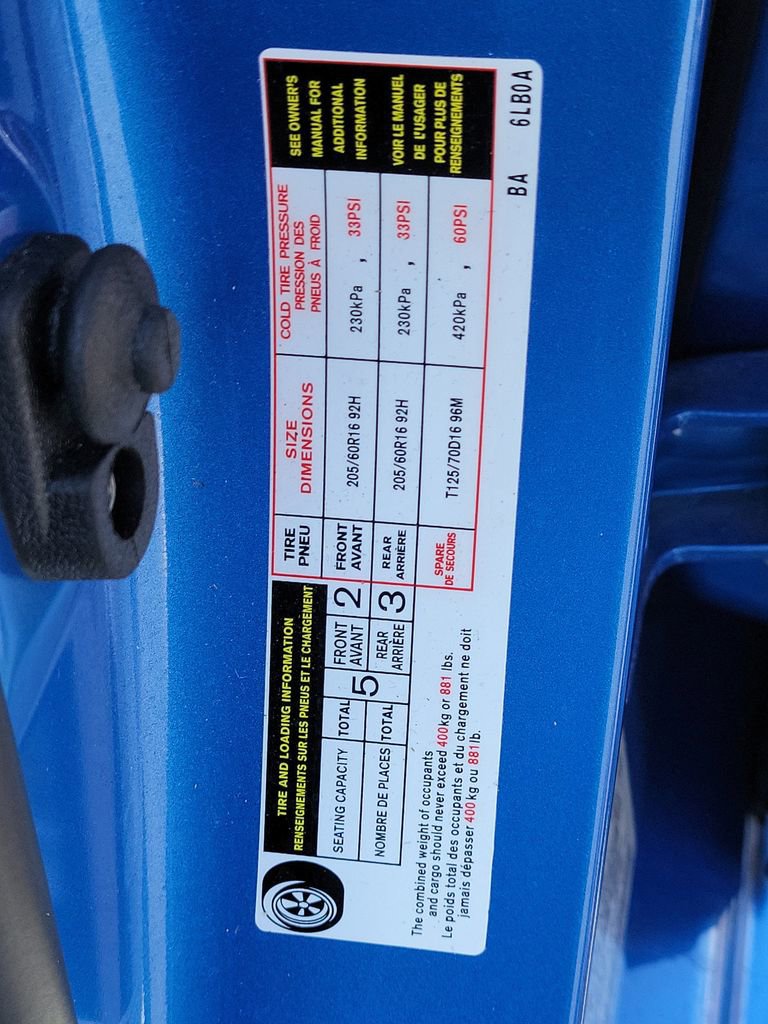 TIRE AND LOADING INFORMATION
RENSEIGNEMENTS SUR LES PNEUS ET LE CHARGEMENT
SEATING CAPACITY
NOMBRE DE PLACES
TOTAL
TOTAL
5
FRONT
AVANT
2
REAR
ARRIÈRE
3
The combined weight of occupants
and cargo should never exceed 400kg or 881 lbs.
Le poids total des occupants et du chargement ne doit
jamais dépasser 400 kg ou 881 lb.
TIRE
PNEU
SIZE
DIMENSIONS
COLD TIRE PRESSURE
PRESSION DES
PNEUS À FROID
FRONT
AVANT
205/60R16 92H
230kPa , 33PSI
REAR
ARRIÈRE
205/60R16 92H
230kPa , 33PSI
SPARE
DE SECOURS
T125/70D16 96M
420kPa , 60PSI
SEE OWNER'S
MANUAL FOR
ADDITIONAL
INFORMATION
VOIR LE MANUEL
DE L'USAGER
POUR PLUS DE
RENSEIGNEMENTS
BA 6LB0A